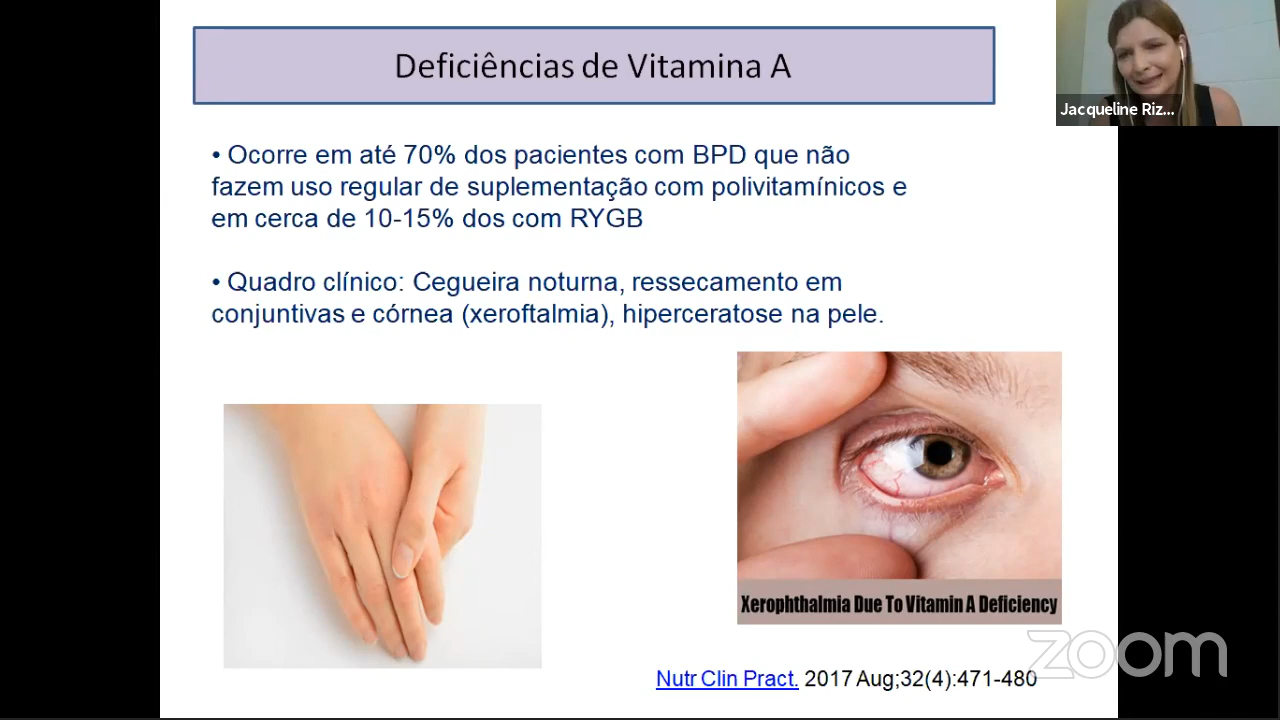 Deficiências de Vitamina A
Jacqueline Riz...
• Ocorre em até 70% dos pacientes com BPD que não
fazem uso regular de suplementação com polivitamínicos e
em cerca de 10-15% dos com RYGB
• Quadro clínico: Cegueira noturna, ressecamento em
conjuntivas e córnea (xeroftalmia), hiperceratose na pele.
Xerophthalmia Due To Vitamin A Deficiency
zoom
Nutr Clin Pract. 2017 Aug;32(4):471-480